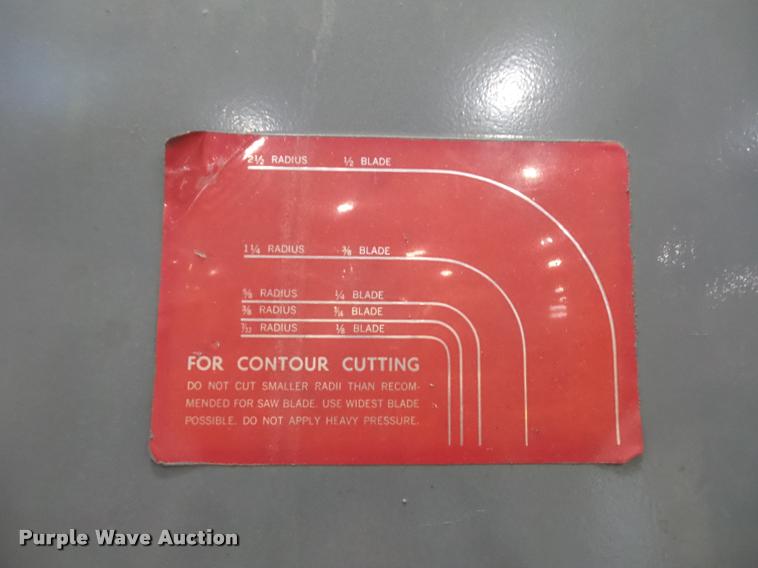 2½ RADIUS ½ BLADE
1¼ RADIUS ⅜ BLADE
⅝ RADIUS ¼ BLADE
⅜ RADIUS 3/16 BLADE
7/32 RADIUS ⅛ BLADE
FOR CONTOUR CUTTING
DO NOT CUT SMALLER RADII THAN RECOM-
MENDED FOR SAW BLADE. USE WIDEST BLADE
POSSIBLE. DO NOT APPLY HEAVY PRESSURE.
Purple Wave Auction